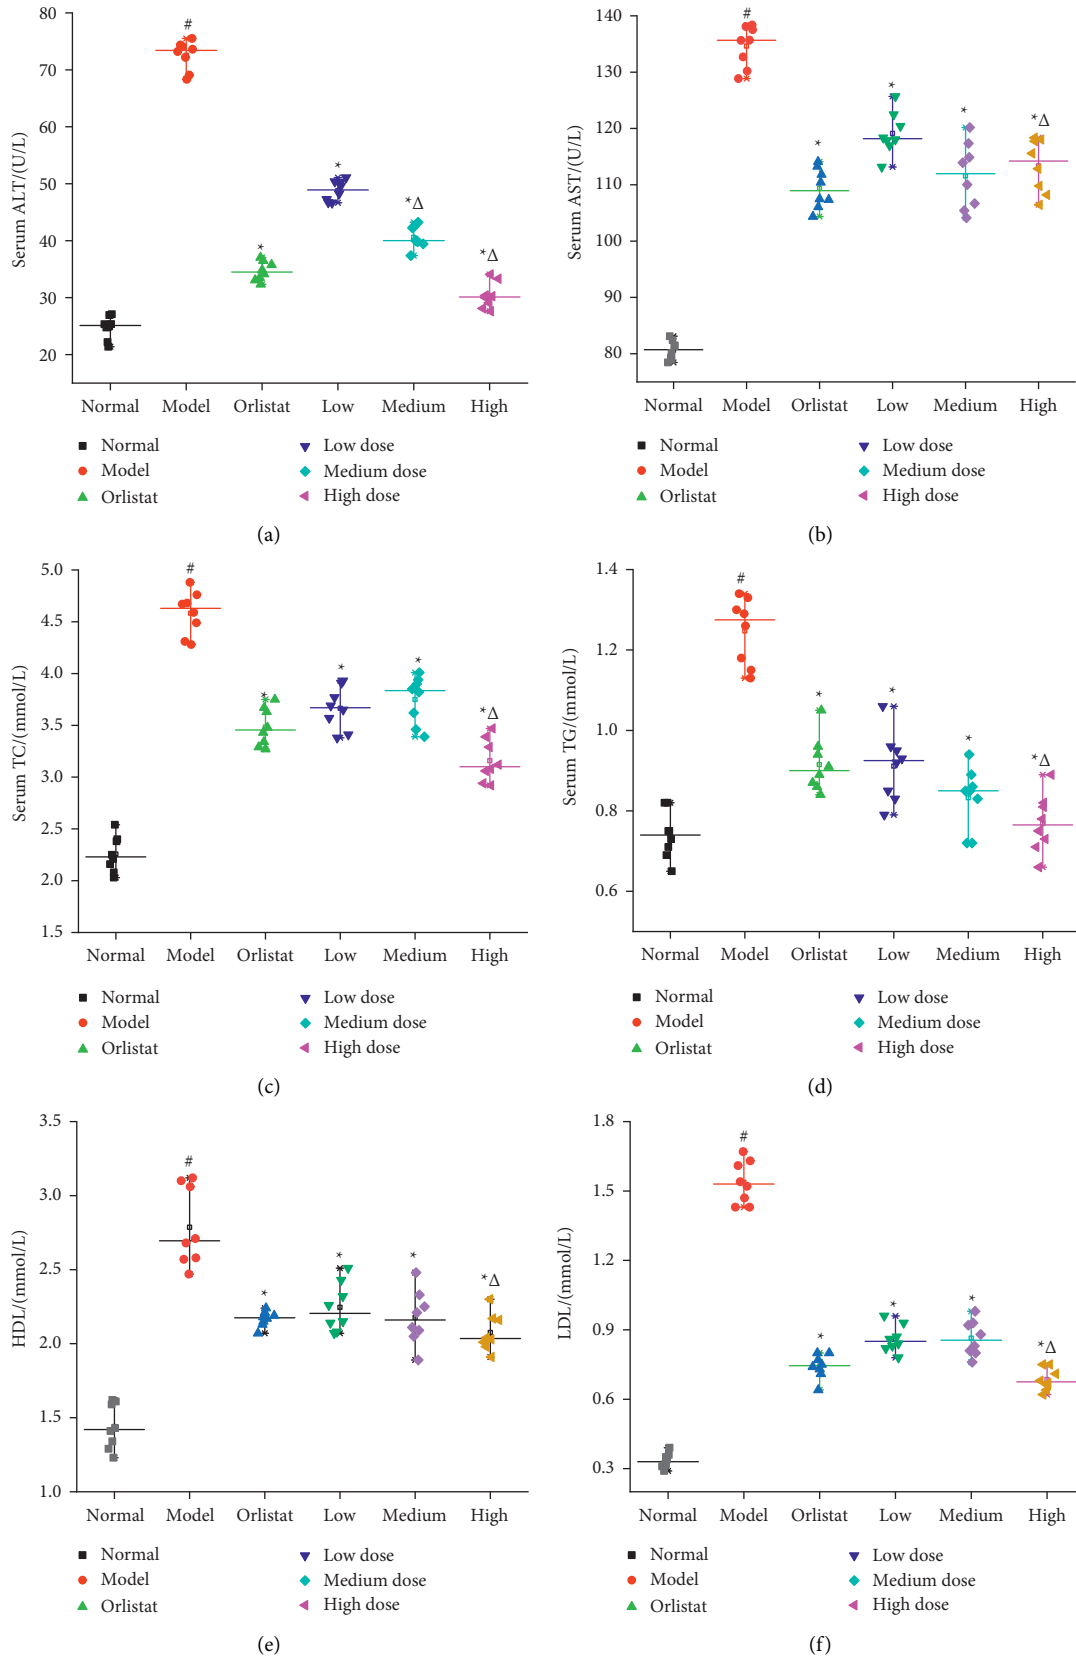 #
*
*
*Δ
*Δ
80
70
60
50
40
30
20
Serum ALT/(U/L)
Normal Model Orlistat Low Medium High
Normal Low dose
Model Medium dose
Orlistat High dose
(a)
#
*
*
*
*Δ
140
130
120
110
100
90
80
Serum AST/(U/L)
Normal Model Orlistat Low Medium High
Normal Low dose
Model Medium dose
Orlistat High dose
(b)
#
*
*
*
*Δ
5.0
4.5
4.0
3.5
3.0
2.5
2.0
1.5
Serum TC/(mmol/L)
Normal Model Orlistat Low Medium High
Normal Low dose
Model Medium dose
Orlistat High dose
(c)
#
*
*
*
*Δ
1.4
1.2
1.0
0.8
0.6
Serum TG/(mmol/L)
Normal Model Orlistat Low Medium High
Normal Low dose
Model Medium dose
Orlistat High dose
(d)
#
*
*
*
*Δ
3.5
3.0
2.5
2.0
1.5
1.0
HDL/(mmol/L)
Normal Model Orlistat Low Medium High
Normal Low dose
Model Medium dose
Orlistat High dose
(e)
#
*
*
*
*Δ
1.8
1.5
1.2
0.9
0.6
0.3
LDL/(mmol/L)
Normal Model Orlistat Low Medium High
Normal Low dose
Model Medium dose
Orlistat High dose
(f)